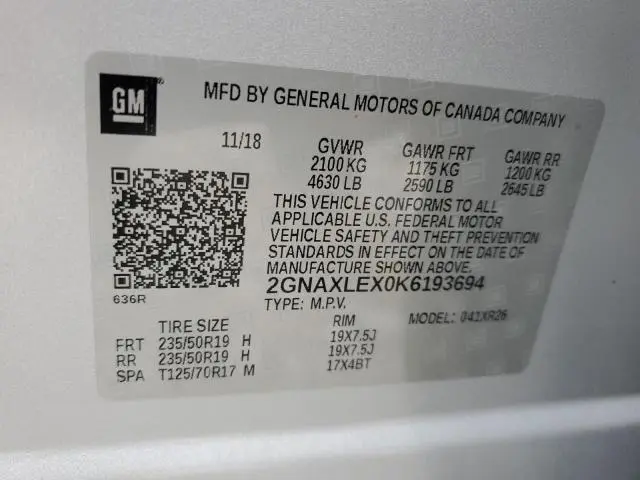 GM
MFD BY GENERAL MOTORS OF CANADA COMPANY
11/18 GVWR GAWR FRT GAWR RR
2100 KG 1175 KG 1200 KG
4630 LB 2590 LB 2645 LB
THIS VEHICLE CONFORMS TO ALL
APPLICABLE U.S. FEDERAL MOTOR
VEHICLE SAFETY AND THEFT PREVENTION
STANDARDS IN EFFECT ON THE DATE OF
MANUFACTURE SHOWN ABOVE.
2GNAXLEX0K6193694
636R
TYPE: M.P.V. MODEL: 041XR26
TIRE SIZE RIM
FRT 235/50R19 H 19X7.5J
RR 235/50R19 H 19X7.5J
SPA T125/70R17 M 17X4BT